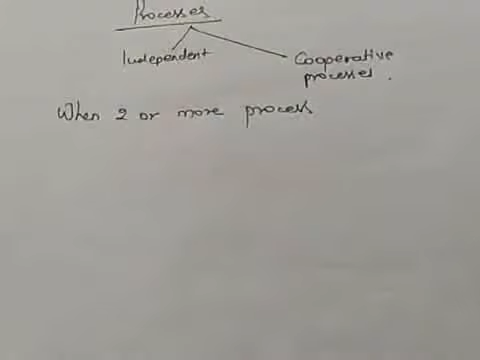 Processes
Independent
Cooperative
processes.
When 2 or more process